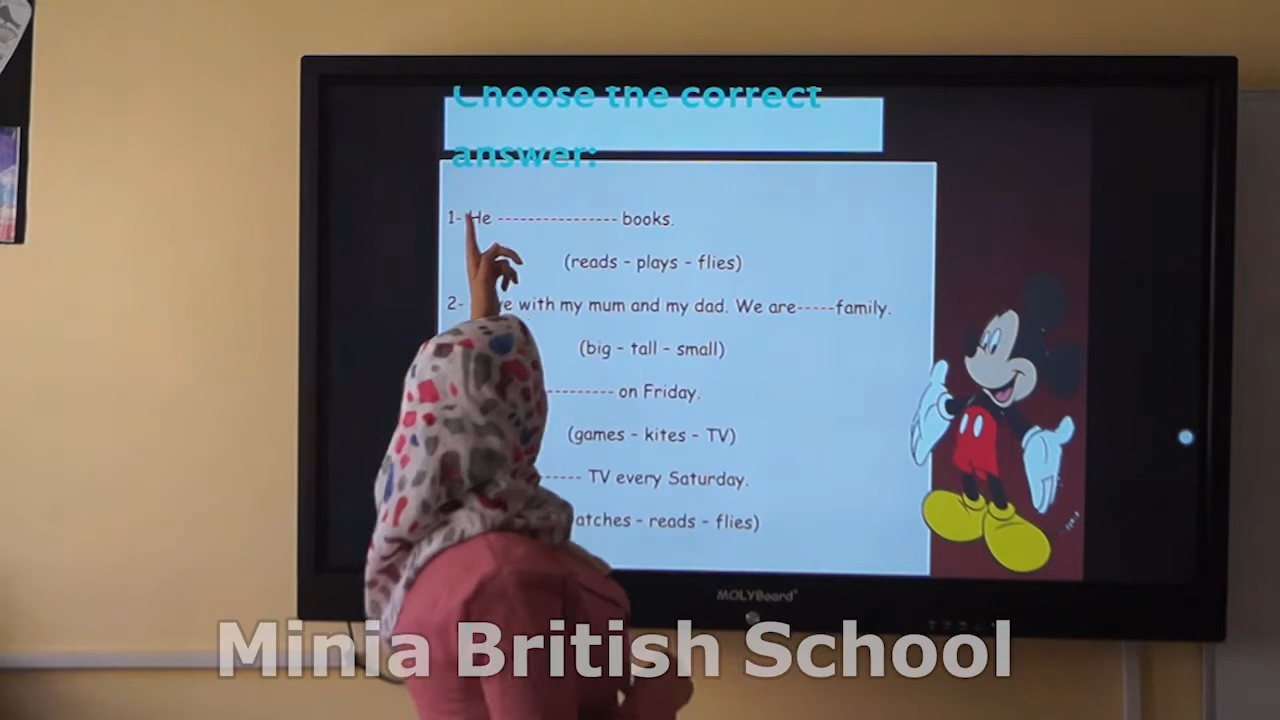 Choose the correct
answer:
1- He ---------------- books.
(reads - plays - flies)
2- with my mum and my dad. We are-----family.
(big - tall - small)
--------- on Friday.
(games - kites - TV)
------ TV every Saturday.
- reads - flies)
MOLYBoard
Minia British School